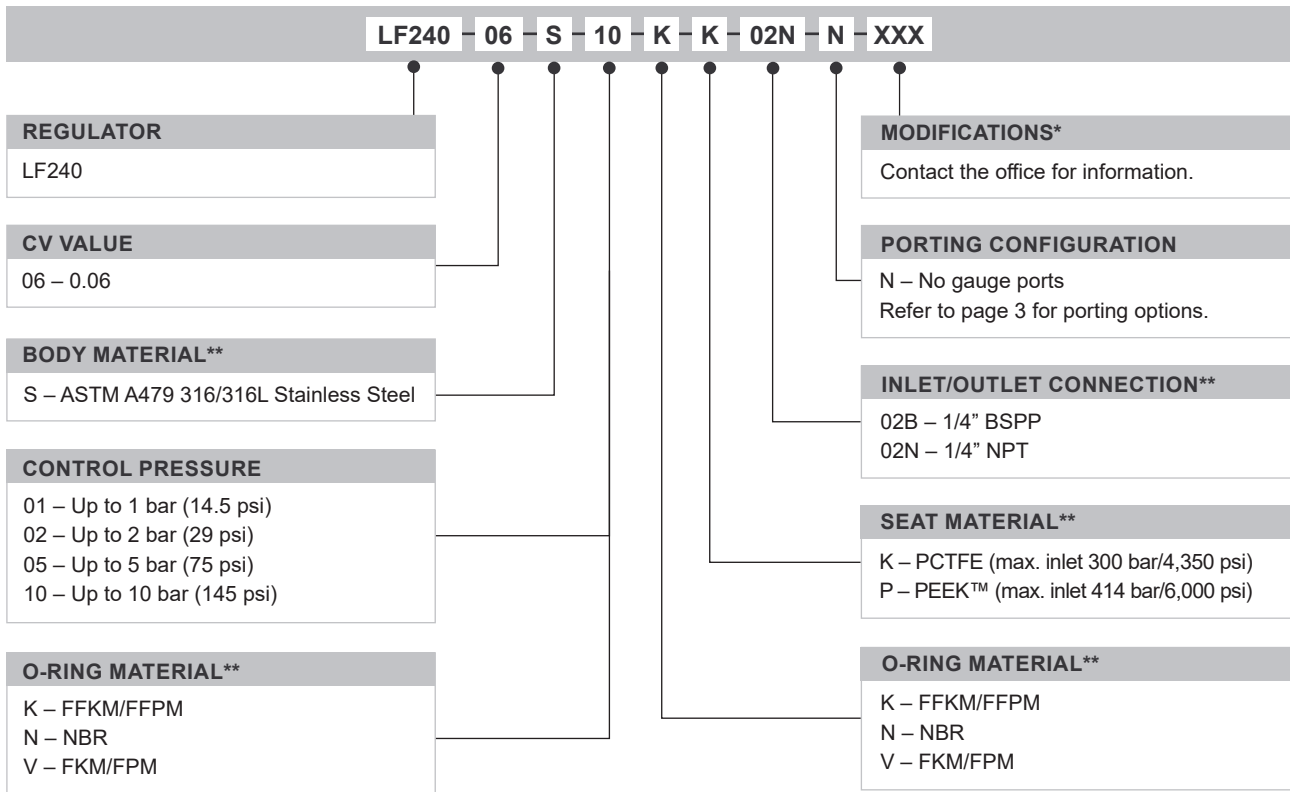 LF240 – 06 – S – 10 – K – K – 02N – N – XXX
REGULATOR
LF240
CV VALUE
06 – 0.06
BODY MATERIAL**
S – ASTM A479 316/316L Stainless Steel
CONTROL PRESSURE
01 – Up to 1 bar (14.5 psi)
02 – Up to 2 bar (29 psi)
05 – Up to 5 bar (75 psi)
10 – Up to 10 bar (145 psi)
O-RING MATERIAL**
K – FFKM/FFPM
N – NBR
V – FKM/FPM
MODIFICATIONS*
Contact the office for information.
PORTING CONFIGURATION
N – No gauge ports
Refer to page 3 for porting options.
INLET/OUTLET CONNECTION**
02B – 1/4” BSPP
02N – 1/4” NPT
SEAT MATERIAL**
K – PCTFE (max. inlet 300 bar/4,350 psi)
P – PEEK™ (max. inlet 414 bar/6,000 psi)
O-RING MATERIAL**
K – FFKM/FFPM
N – NBR
V – FKM/FPM